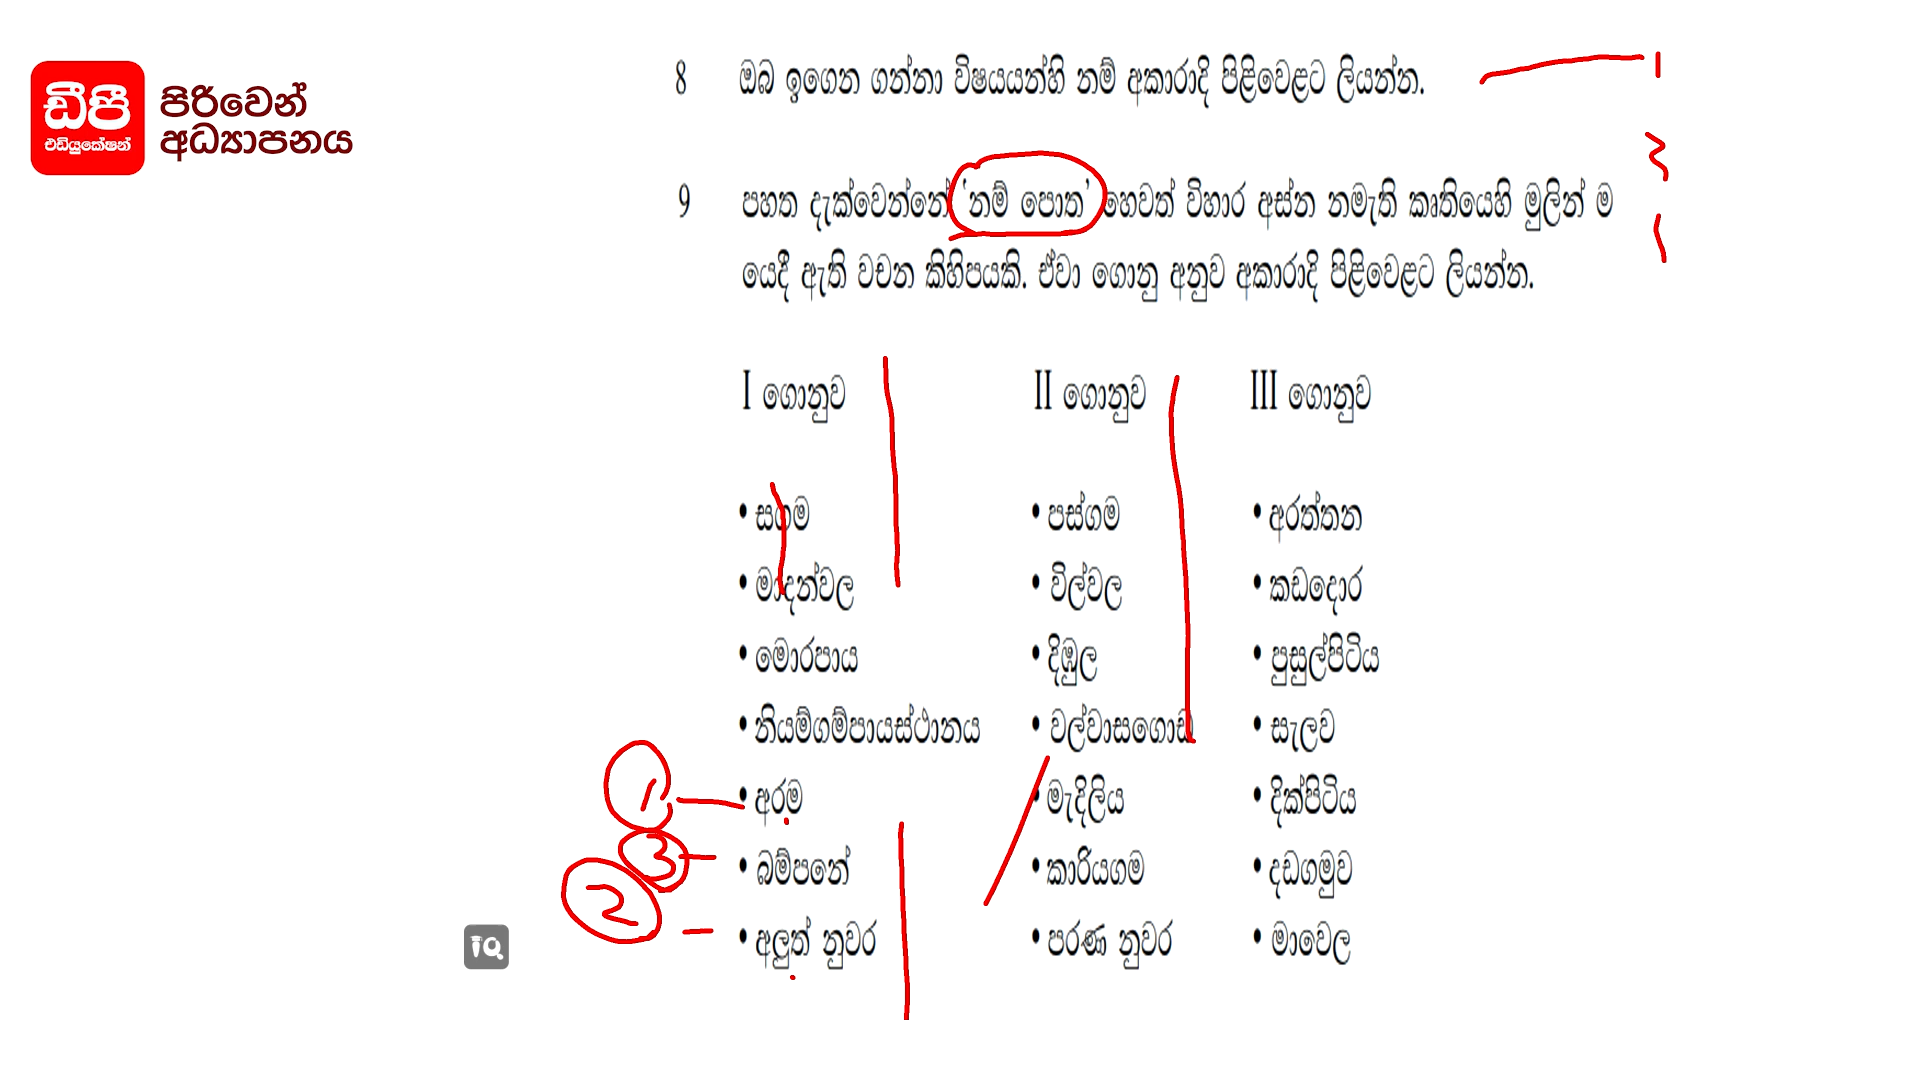 ඩීපී
එඩියුකේෂන්
පිරිවෙන්
අධ්‍යාපනය
8 ඔබ ඉගෙන ගන්නා විෂයයන්හි නම් අකාරාදි පිළිවෙළට ලියන්න.
1
3
9 පහත දැක්වෙන්නේ 'නම් පොත' හෙවත් විහාර අස්න නමැති කෘතියෙහි මුලින් ම
යෙදී ඇති වචන කිහිපයකි. ඒවා ගොනු අනුව අකාරාදි පිළිවෙළට ලියන්න.
I ගොනුව II ගොනුව III ගොනුව
• සගම • පස්ගම • අරත්තන
• මාදන්වල • විල්වල • කඩදොර
• මොරපාය • දිඹුල • පුසුල්පිටිය
• නියම්ගම්පායස්ථානය • වල්වාසගොඩ • සැලව
1 • අරම • මැදිලිය • දික්පිටිය
3 • බම්පනේ • කාරියගම • දඩගමුව
2 • අලුත් නුවර • පරණ නුවර • මාවෙල
IQ